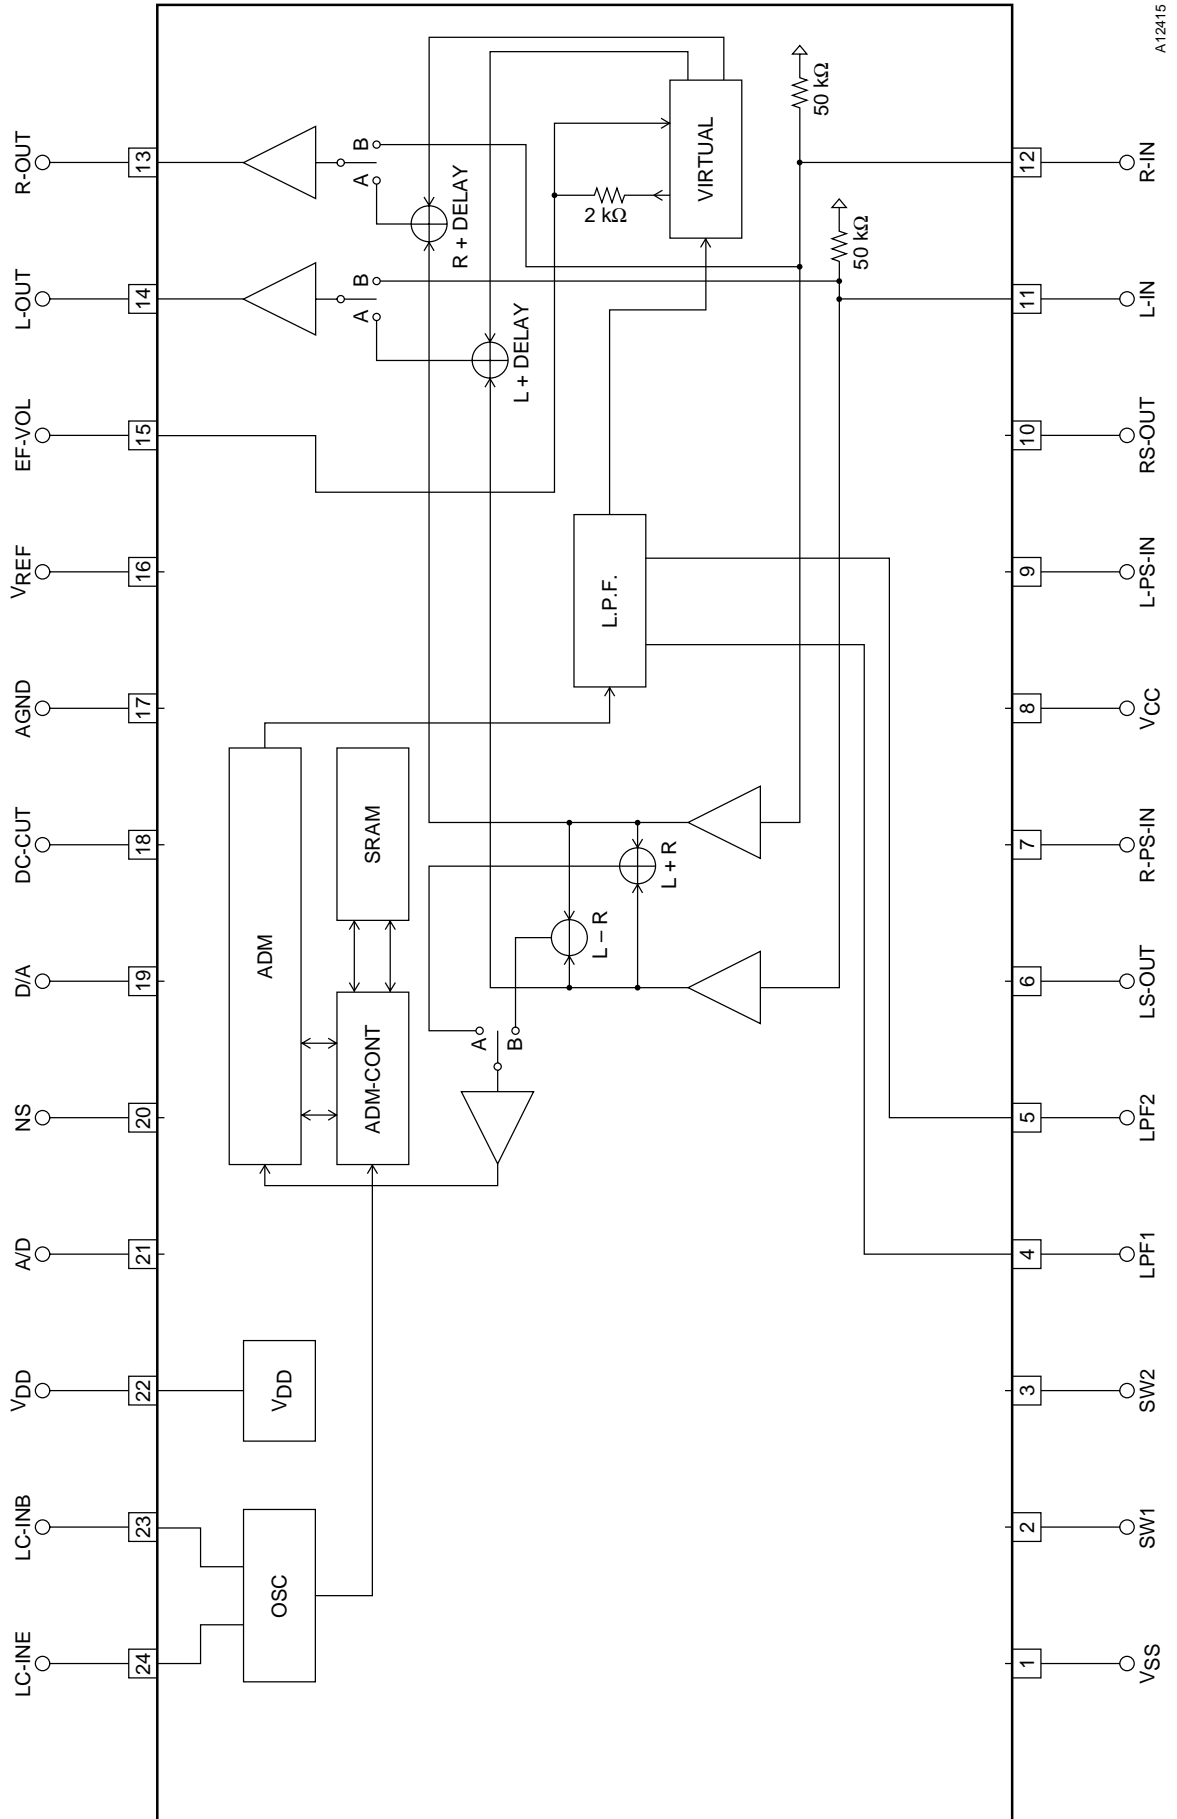 LC-INE
LC-INB
VDD
A/D
NS
D/A
DC-CUT
AGND
VREF
EF-VOL
L-OUT
R-OUT
24
23
22
21
20
19
18
17
16
15
14
13
OSC
VDD
ADM
ADM-CONT
SRAM
A
B
A
B
A
B
L – R
L + R
L.P.F.
L + DELAY
R + DELAY
2 kΩ
VIRTUAL
50 kΩ
50 kΩ
1
2
3
4
5
6
7
8
9
10
11
12
VSS
SW1
SW2
LPF1
LPF2
LS-OUT
R-PS-IN
VCC
L-PS-IN
RS-OUT
L-IN
R-IN
A12415